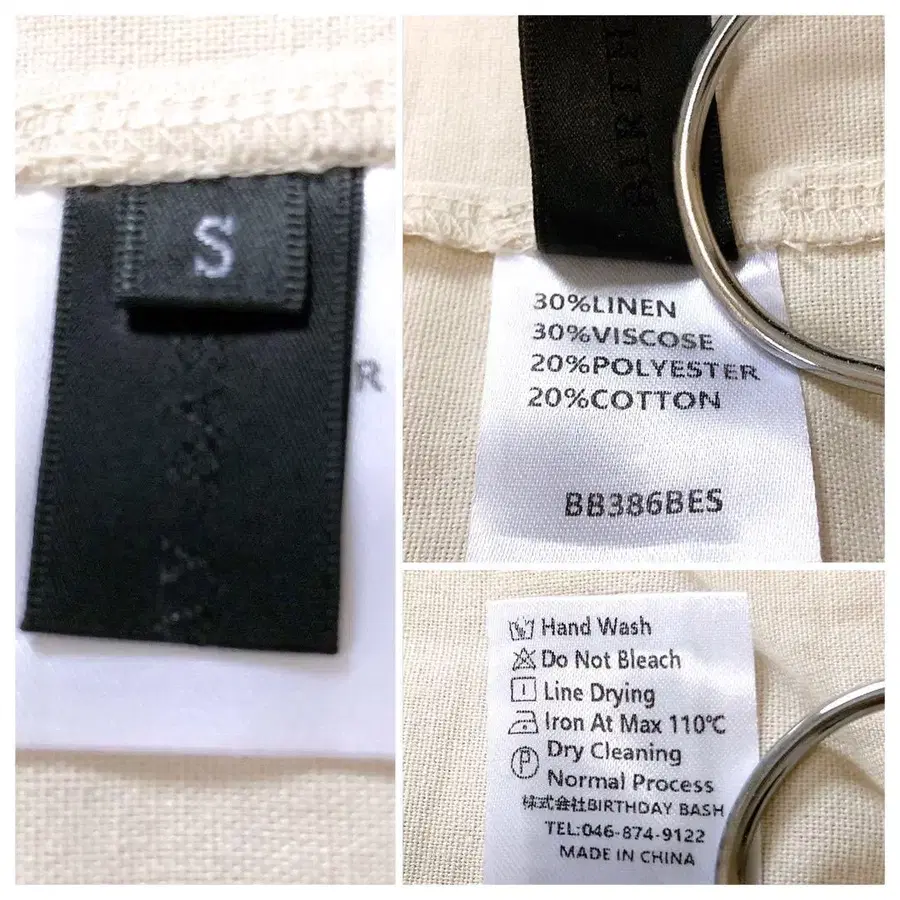 S
R
BIRTH
30%LINEN
30%VISCOSE
20%POLYESTER
20%COTTON
BB386BES
Hand Wash
Do Not Bleach
Line Drying
Iron At Max 110℃
Dry Cleaning
Normal Process
株式会社BIRTHDAY BASH
TEL:046-874-9122
MADE IN CHINA